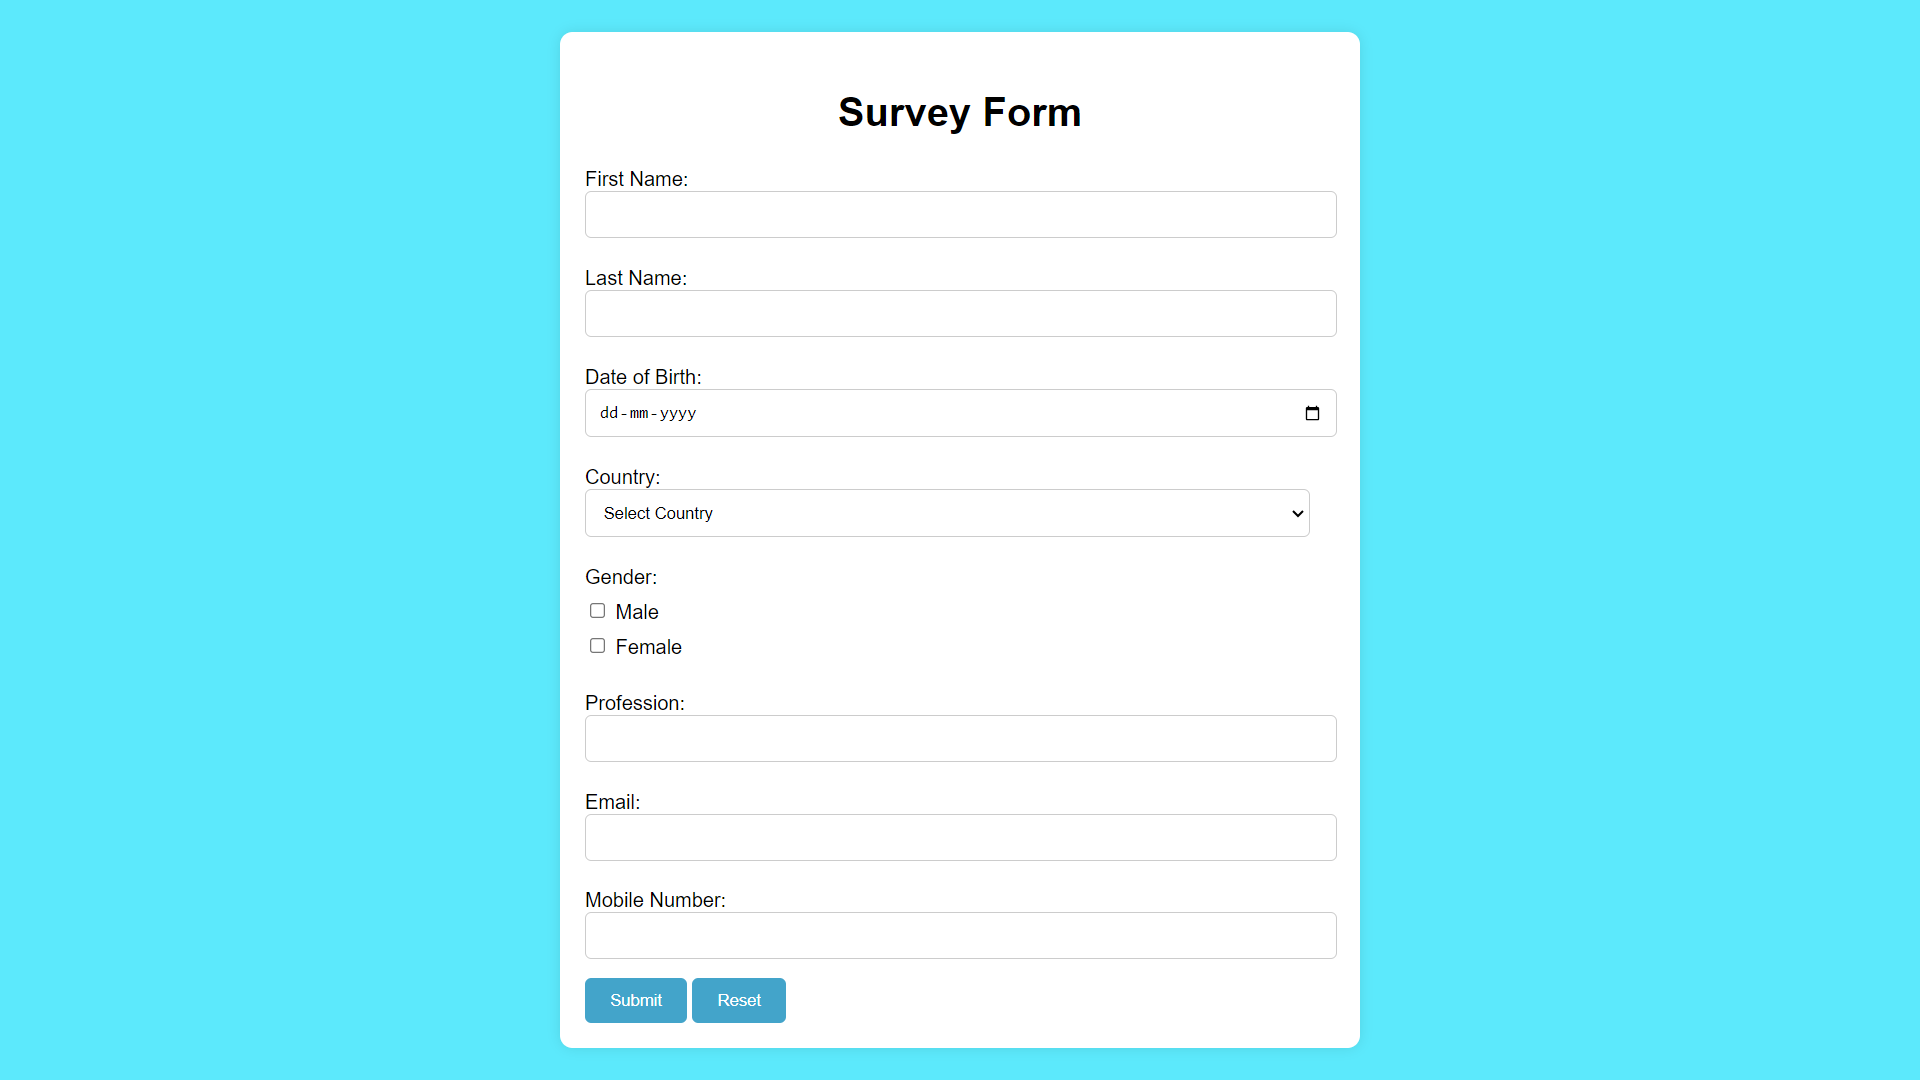 Survey Form
First Name:
Last Name:
Date of Birth:
dd-mm-yyyy
Country:
Select Country
Gender:
Male
Female
Profession:
Email:
Mobile Number:
Submit Reset